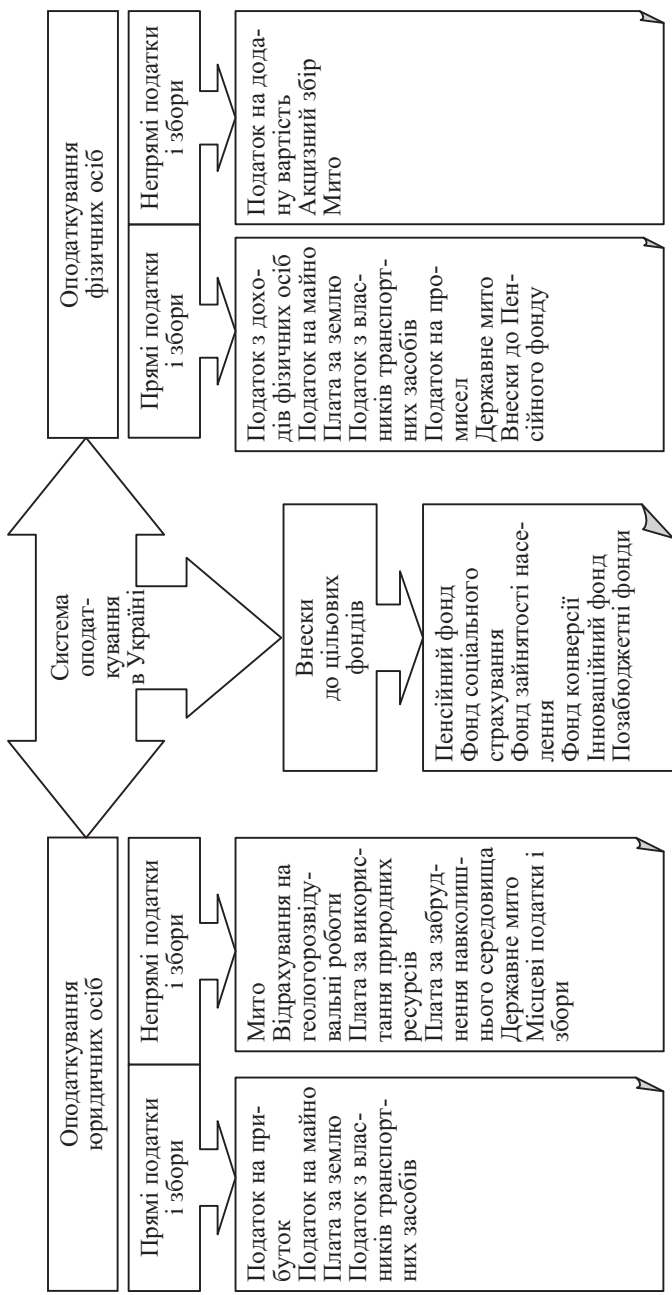 Система
оподат-
кування
в Україні
Оподаткування
юридичних осіб
Прямі податки
і збори
Податок на при-
буток
Податок на майно
Плата за землю
Податок з влас-
ників транспорт-
них засобів
Непрямі податки
і збори
Мито
Відрахування на
геологорозвіду-
вальні роботи
Плата за викорис-
тання природних
ресурсів
Плата за забруд-
нення навколиш-
нього середовища
Державне мито
Місцеві податки і
збори
Внески
до цільових
фондів
Пенсійний фонд
Фонд соціального
страхування
Фонд зайнятості насе-
лення
Фонд конверсії
Інноваційний фонд
Позабюджетні фонди
Оподаткування
фізичних осіб
Прямі податки
і збори
Податок з дохо-
дів фізичних осіб
Податок на майно
Плата за землю
Податок з влас-
ників транспорт-
них засобів
Податок на про-
мисел
Державне мито
Внески до Пен-
сійного фонду
Непрямі податки
і збори
Податок на дода-
ну вартість
Акцизний збір
Мито